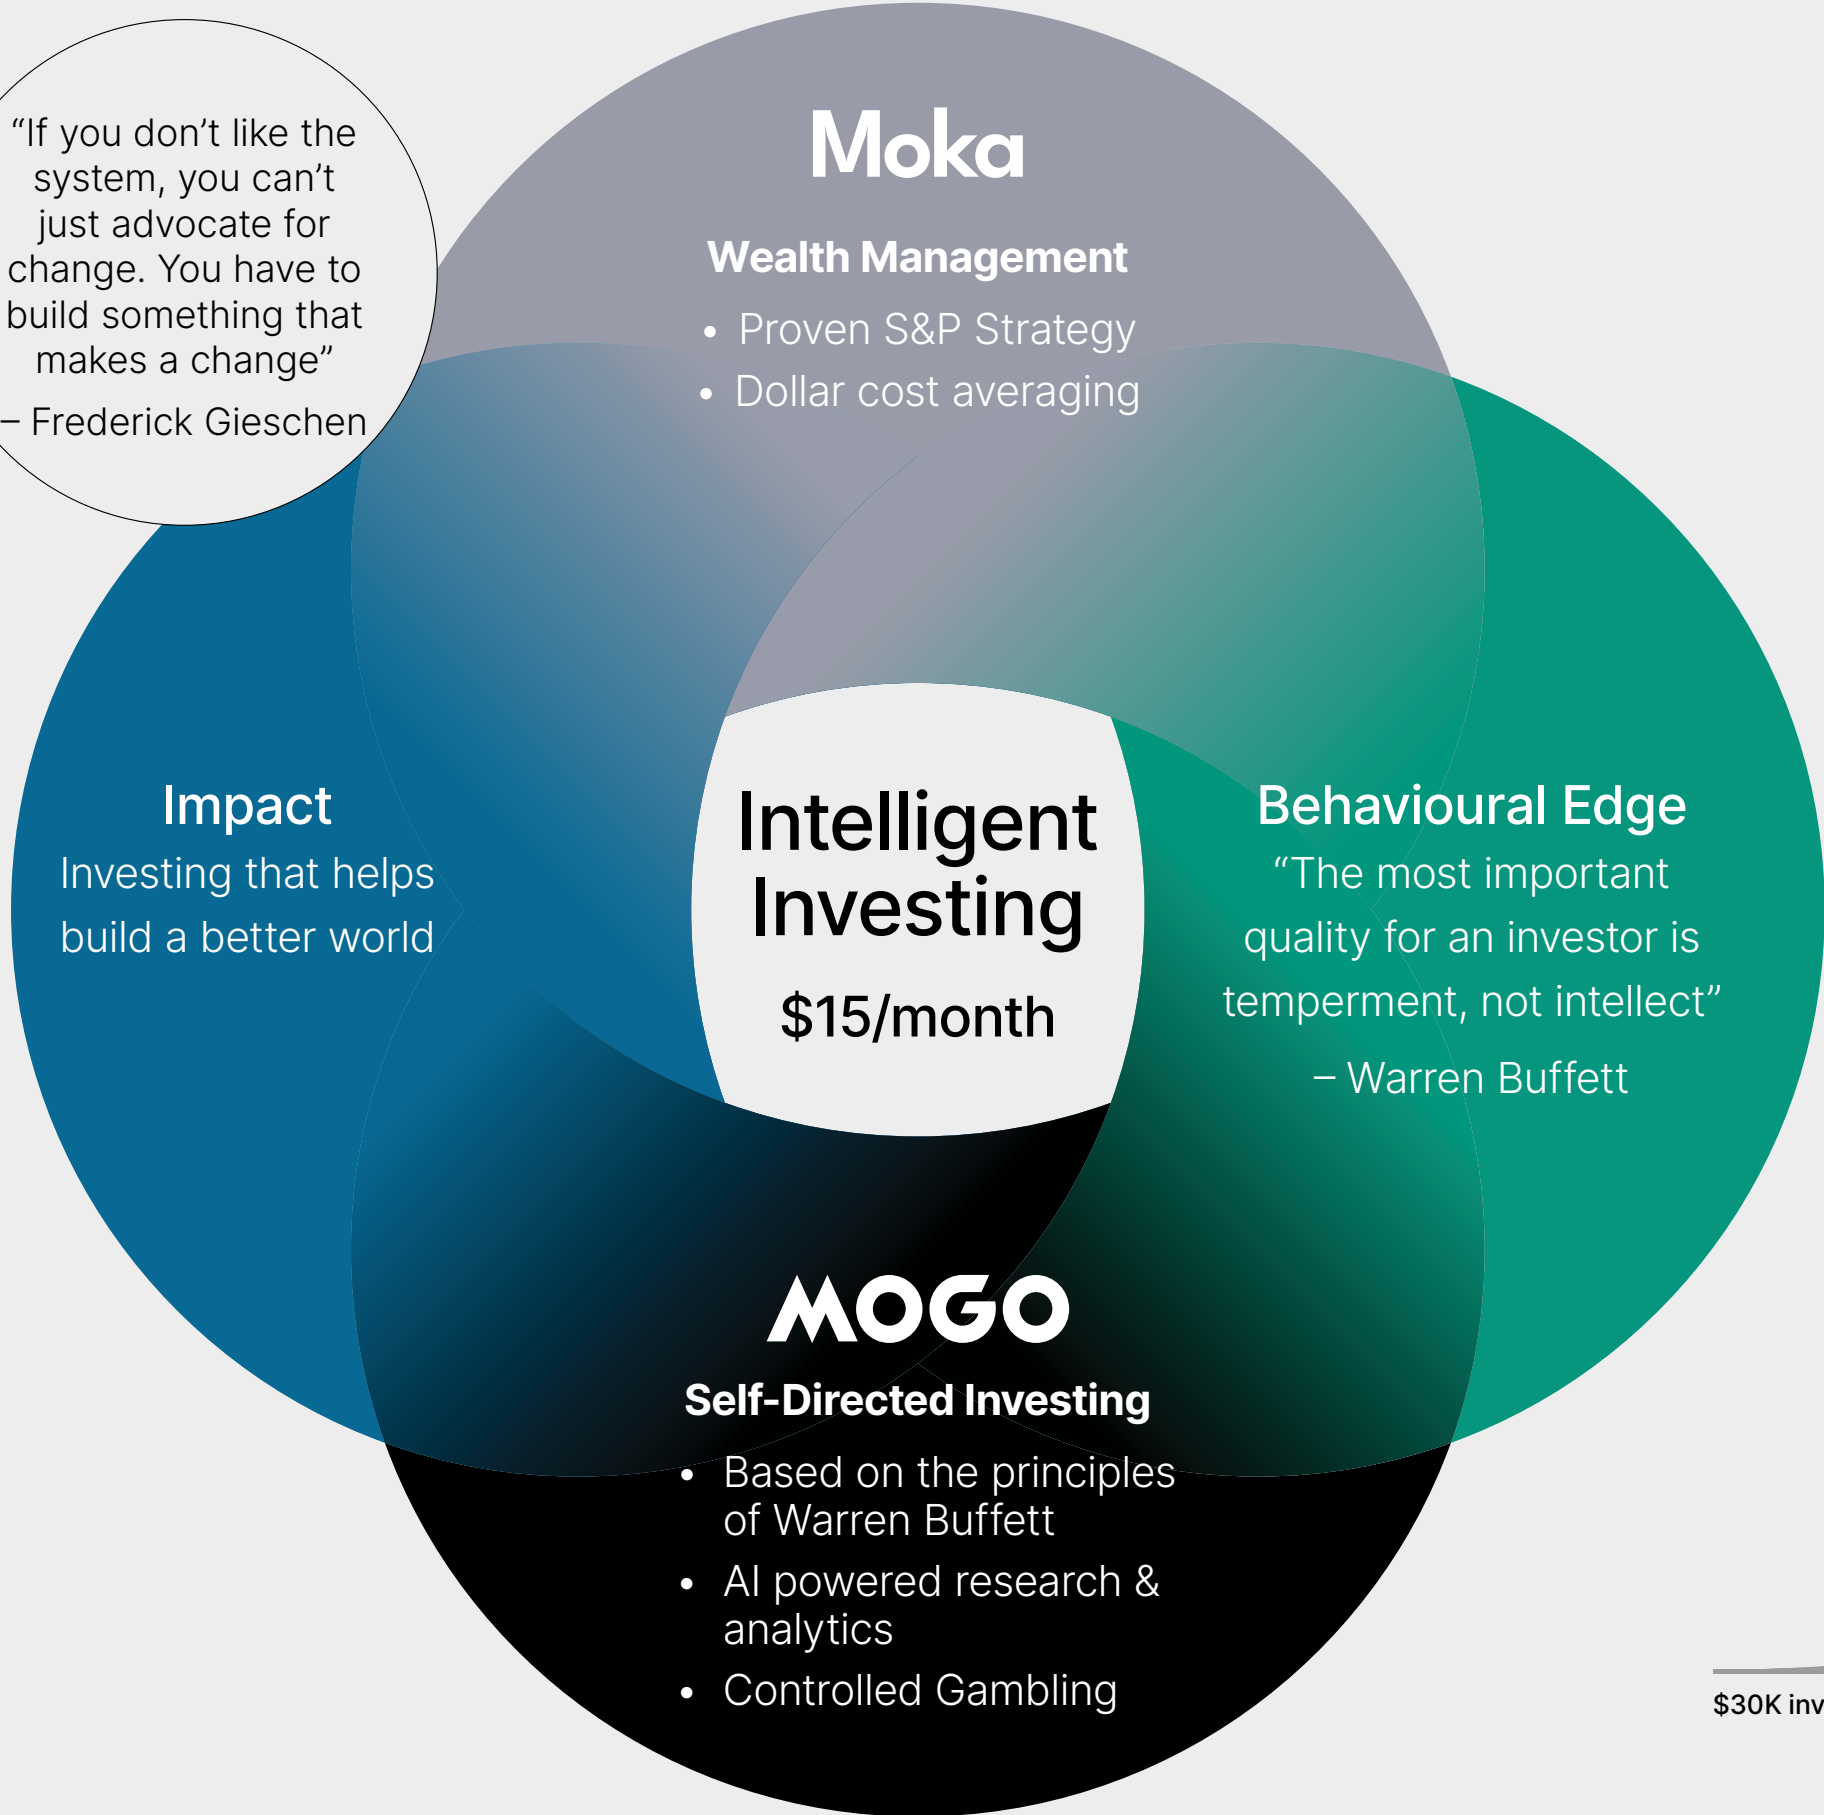 “If you don’t like the
system, you can’t
just advocate for
change. You have to
build something that
makes a change”
– Frederick Gieschen
Moka
Wealth Management
• Proven S&P Strategy
• Dollar cost averaging
Impact
Investing that helps
build a better world
Intelligent
Investing
$15/month
Behavioural Edge
“The most important
quality for an investor is
temperment, not intellect”
– Warren Buffett
MOGO
Self-Directed Investing
• Based on the principles
of Warren Buffett
• AI powered research &
analytics
• Controlled Gambling
$30K inv